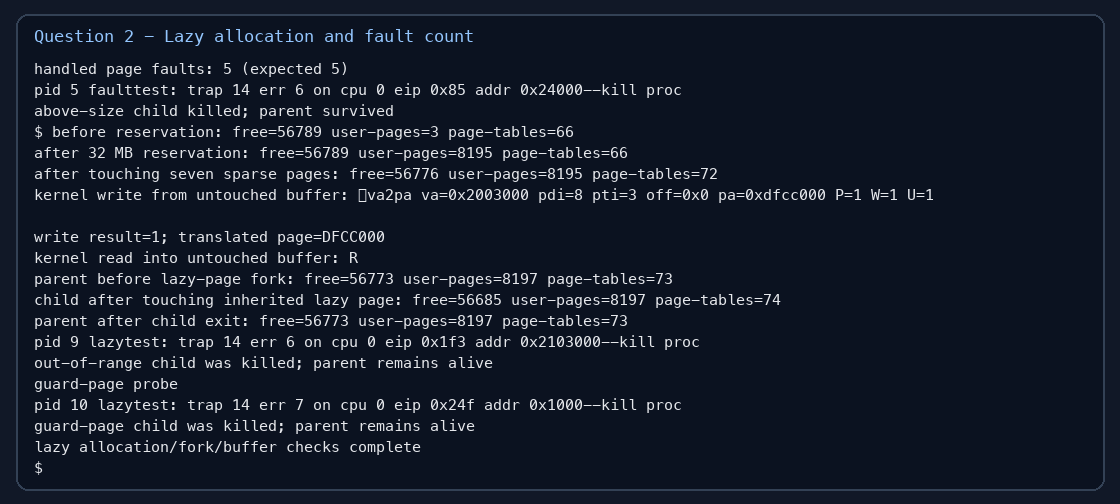 Question 2 — Lazy allocation and fault count
handled page faults: 5 (expected 5)
pid 5 faulttest: trap 14 err 6 on cpu 0 eip 0x85 addr 0x24000--kill proc
above-size child killed; parent survived
$ before reservation: free=56789 user-pages=3 page-tables=66
after 32 MB reservation: free=56789 user-pages=8195 page-tables=66
after touching seven sparse pages: free=56776 user-pages=8195 page-tables=72
kernel write from untouched buffer: va2pa va=0x2003000 pdi=8 pti=3 off=0x0 pa=0xdfcc000 P=1 W=1 U=1
write result=1; translated page=DFCC000
kernel read into untouched buffer: R
parent before lazy-page fork: free=56773 user-pages=8197 page-tables=73
child after touching inherited lazy page: free=56685 user-pages=8197 page-tables=74
parent after child exit: free=56773 user-pages=8197 page-tables=73
pid 9 lazytest: trap 14 err 6 on cpu 0 eip 0x1f3 addr 0x2103000--kill proc
out-of-range child was killed; parent remains alive
guard-page probe
pid 10 lazytest: trap 14 err 7 on cpu 0 eip 0x24f addr 0x1000--kill proc
guard-page child was killed; parent remains alive
lazy allocation/fork/buffer checks complete
$